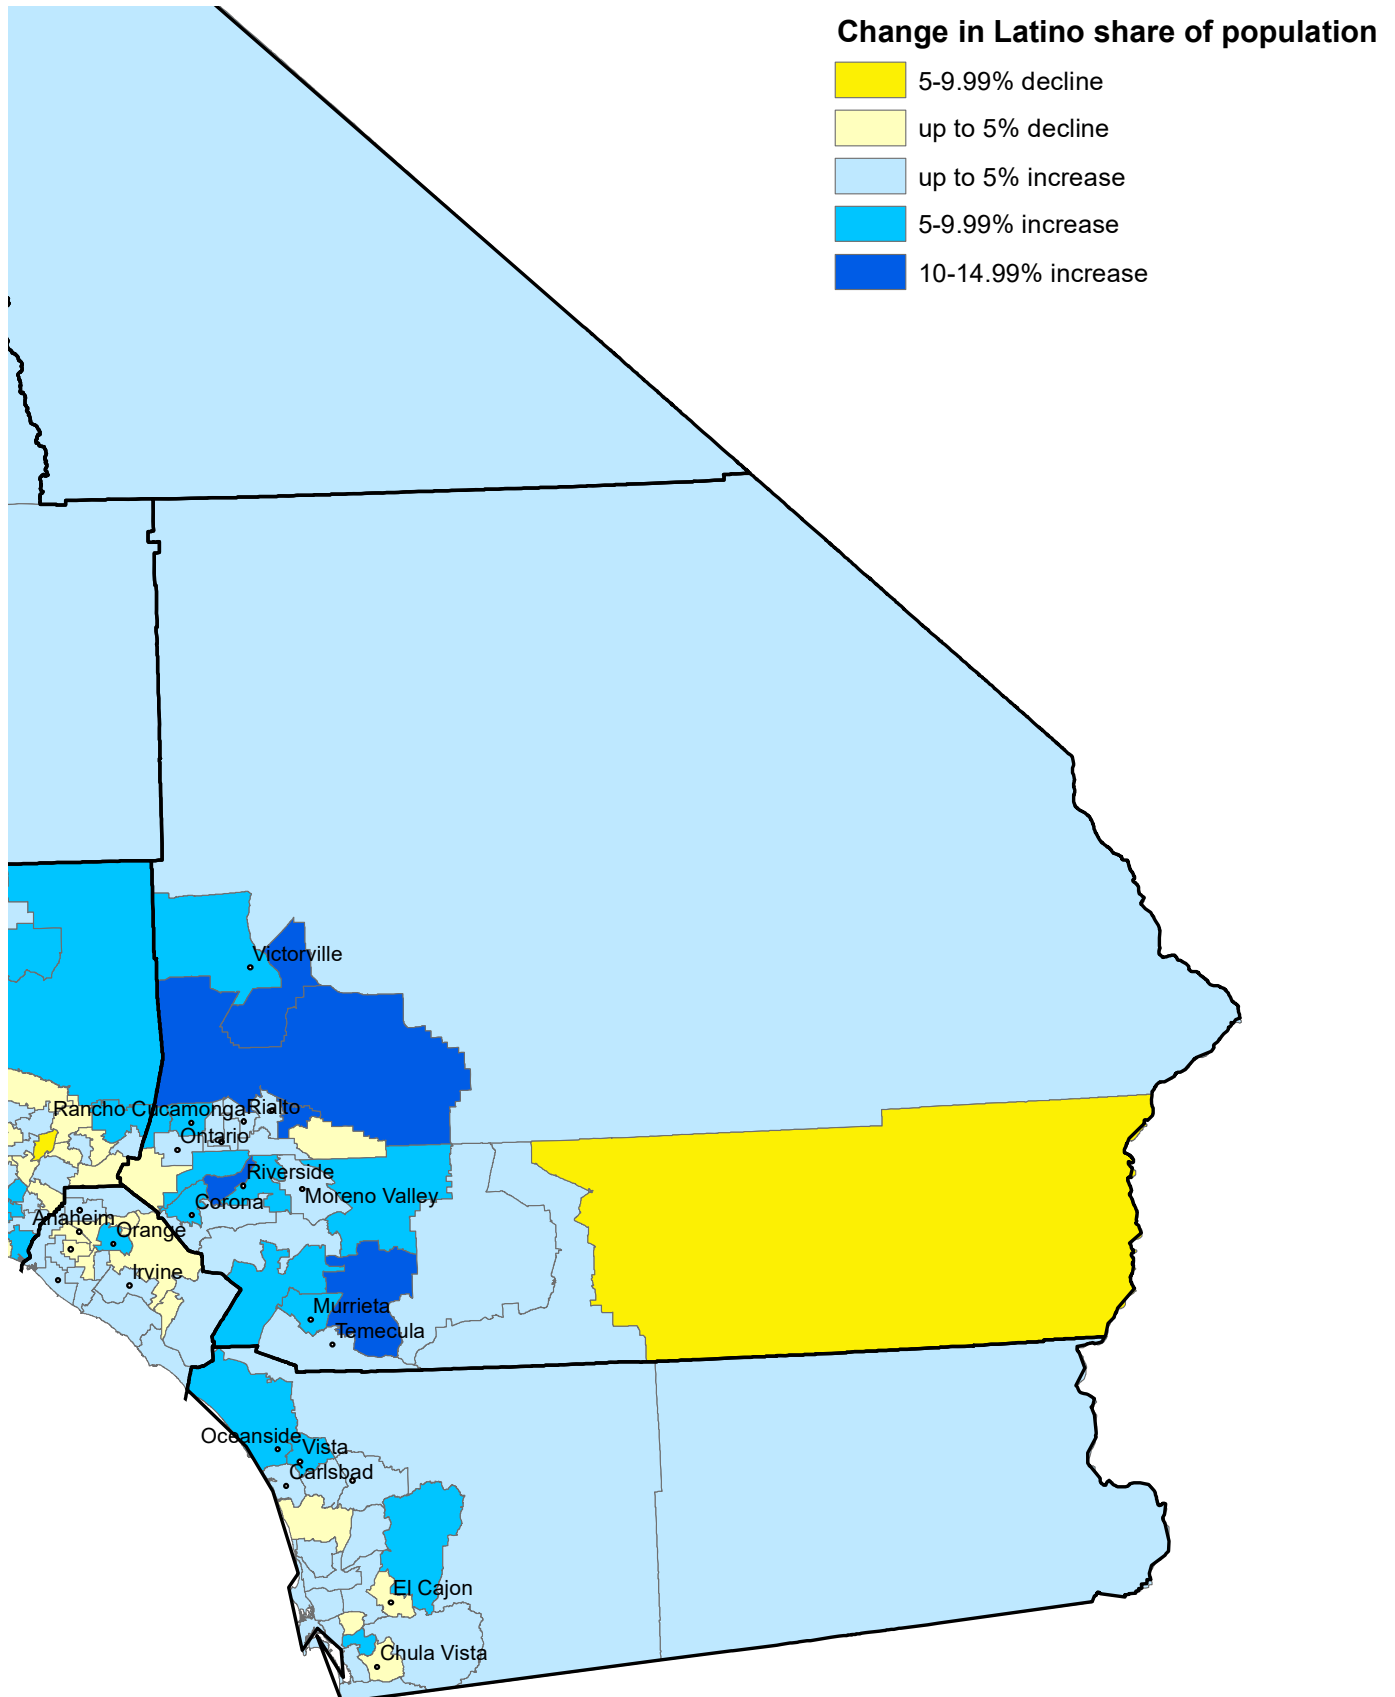 Change in Latino share of population
5-9.99% decline
up to 5% decline
up to 5% increase
5-9.99% increase
10-14.99% increase
Victorville
Rancho Cucamonga
Rialto
Ontario
Riverside
Moreno Valley
Corona
Anaheim
Orange
Irvine
Murrieta
Temecula
Oceanside
Vista
Carlsbad
El Cajon
Chula Vista